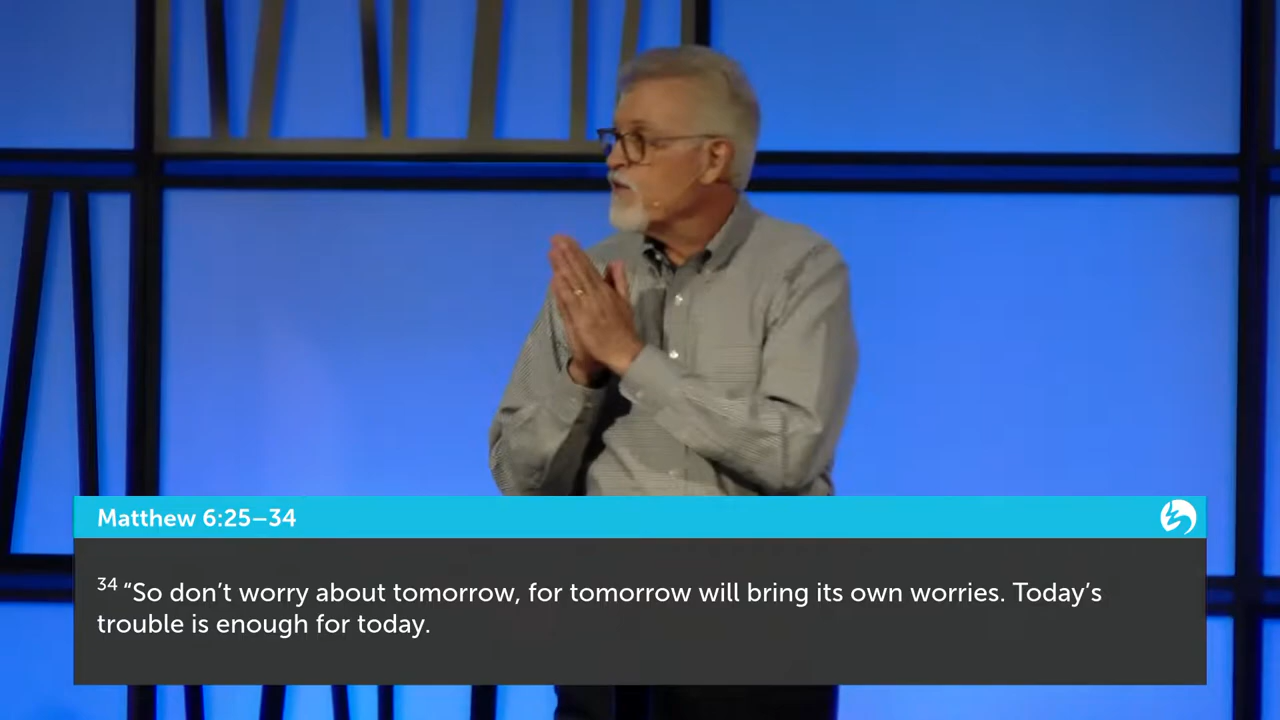 Matthew 6:25–34
34 “So don’t worry about tomorrow, for tomorrow will bring its own worries. Today’s
trouble is enough for today.